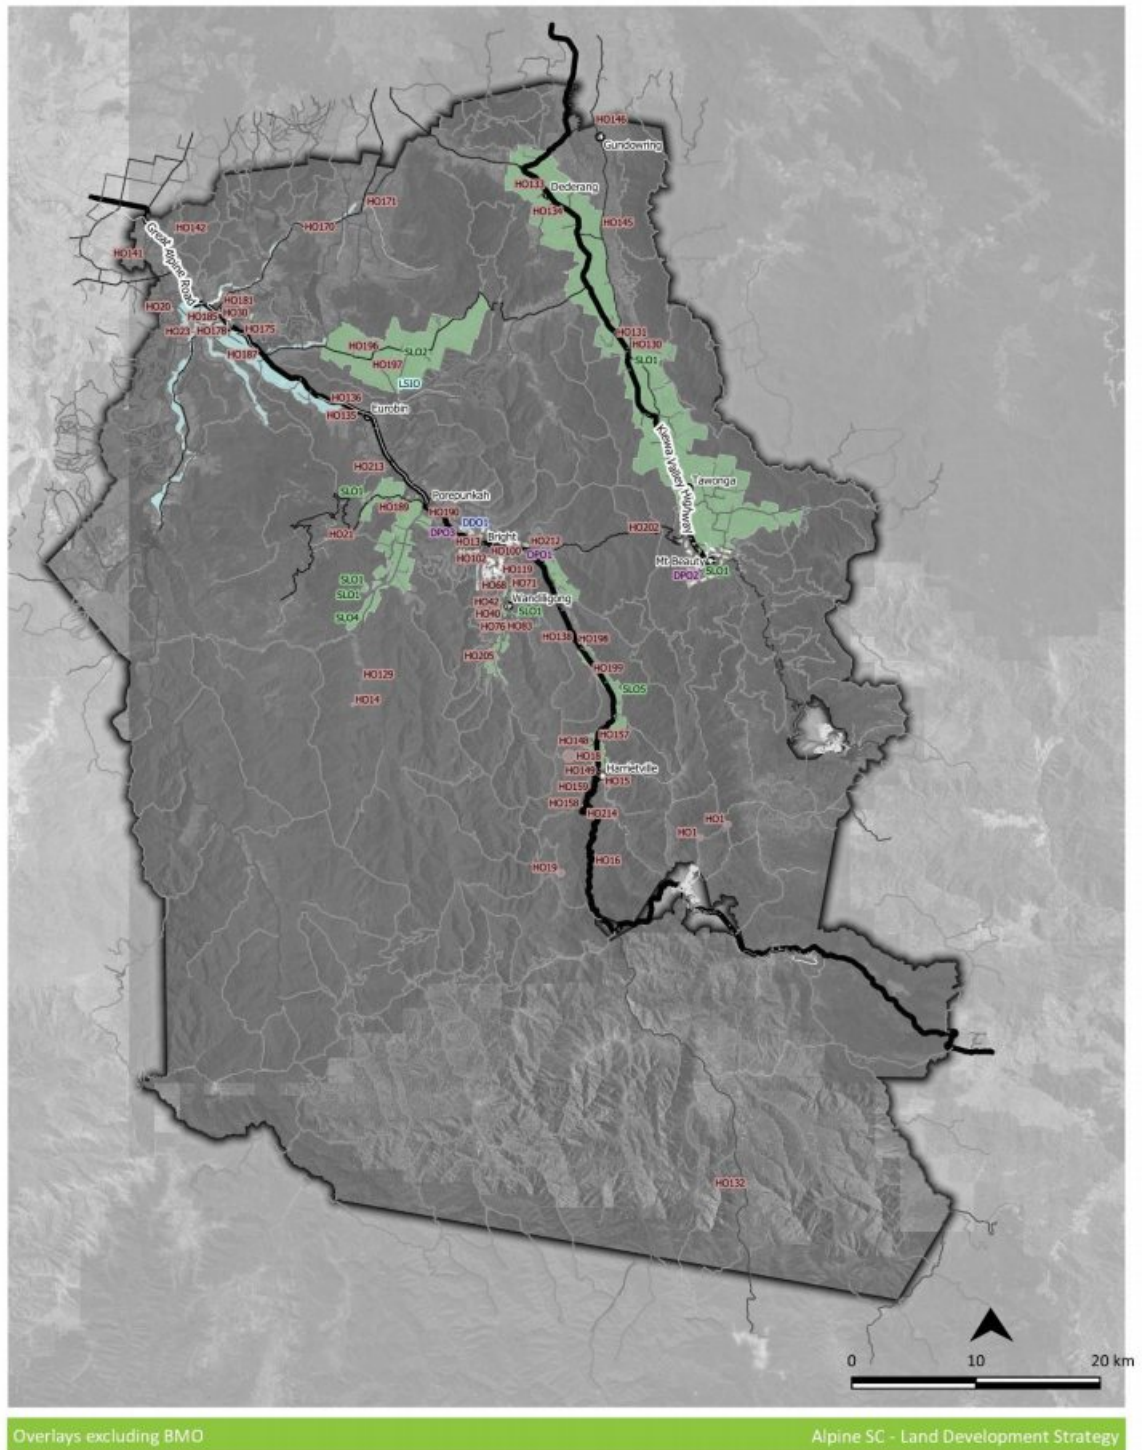 HO146
Gundowring
HO133
Dederang
HO171
HO134
HO145
HO170
HO142
Great Alpine Road
HO141
HO181
HO20
HO30
HO185
HO23
HO178
HO175
HO131
HO130
HO196
SLO2
SLO1
HO187
HO197
LSIO
HO136
HO135
Eurobin
Kiewa Valley Highway
HO213
Tawonga
SLO1
Porepunkah
HO189
HO190
DDO1
HO202
HO21
DPO3
HO13
Bright
HO212
HO100
DPO1
HO102
Mt Beauty
HO119
SLO1
DPO2
SLO1
HO68
HO71
SLO1
HO42
Wandiligong
HO40
SLO1
SLO4
HO76
HO83
HO138
HO198
HO205
HO199
HO129
SLO5
HO14
HO157
HO148
HO18
HO149
Harrietville
HO15
HO159
HO158
HO214
HO1
HO1
HO19
HO16
HO132
0 10 20 km
Overlays excluding BMO
Alpine SC - Land Development Strategy